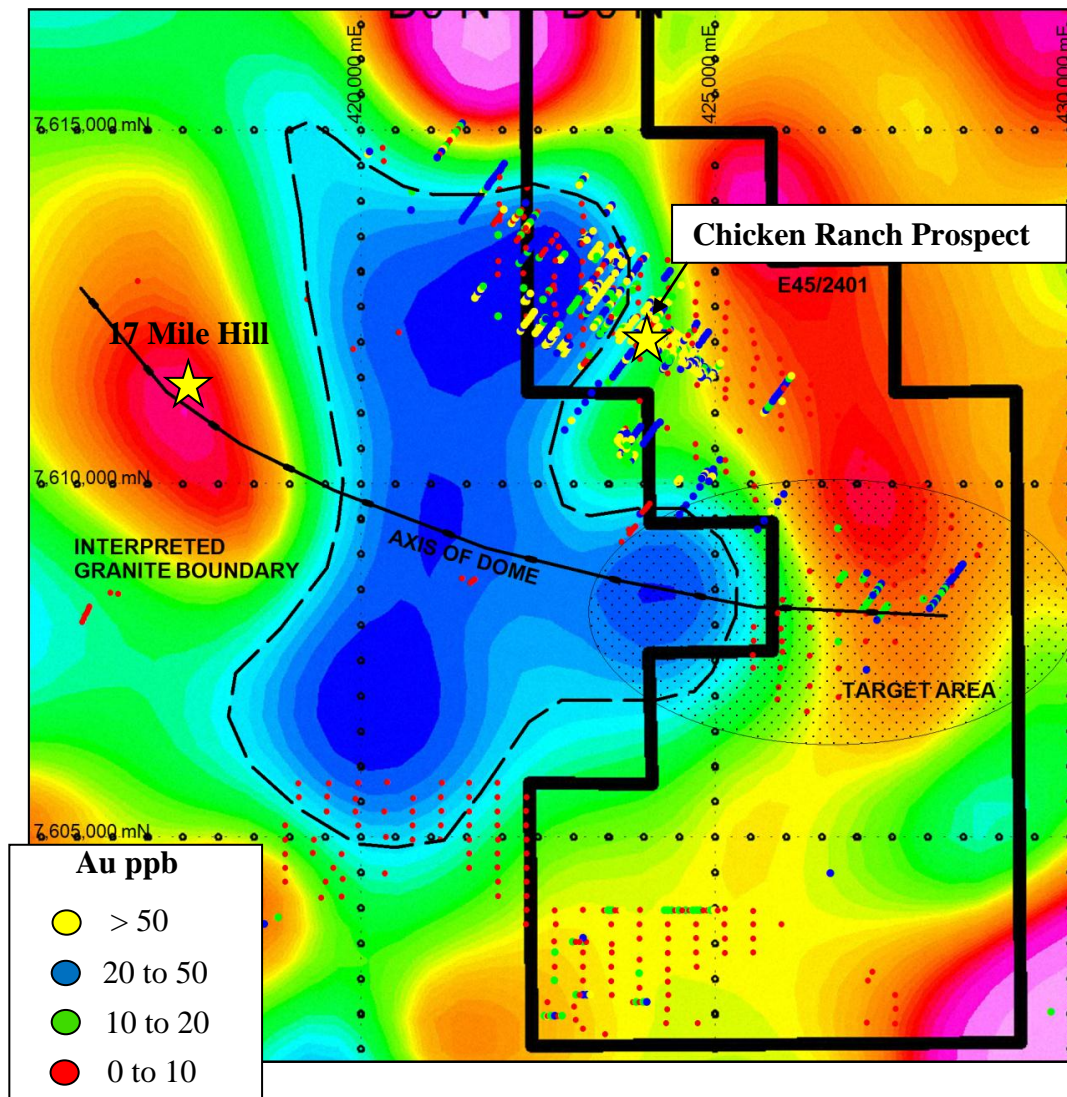 420,000 mE
425,000 mE
430,000 mE
7,615,000 mN
Chicken Ranch Prospect
E45/2401
17 Mile Hill
7,610,000 mN
INTERPRETED
GRANITE BOUNDARY
AXIS OF DOME
TARGET AREA
7,605,000 mN
Au ppb
> 50
20 to 50
10 to 20
0 to 10